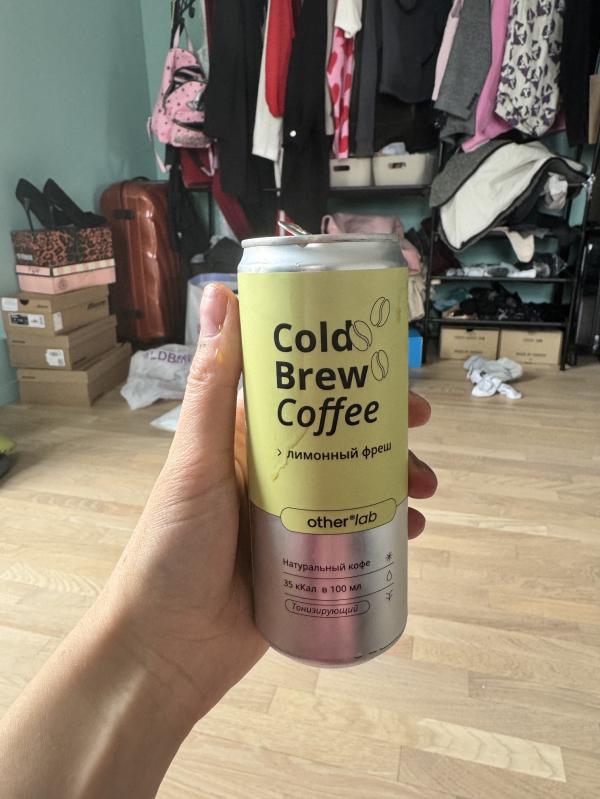 Cold
Brew
Coffee
› лимонный фреш
other®lab
Натуральный кофе
35 кКал в 100 мл
Тонизирующий